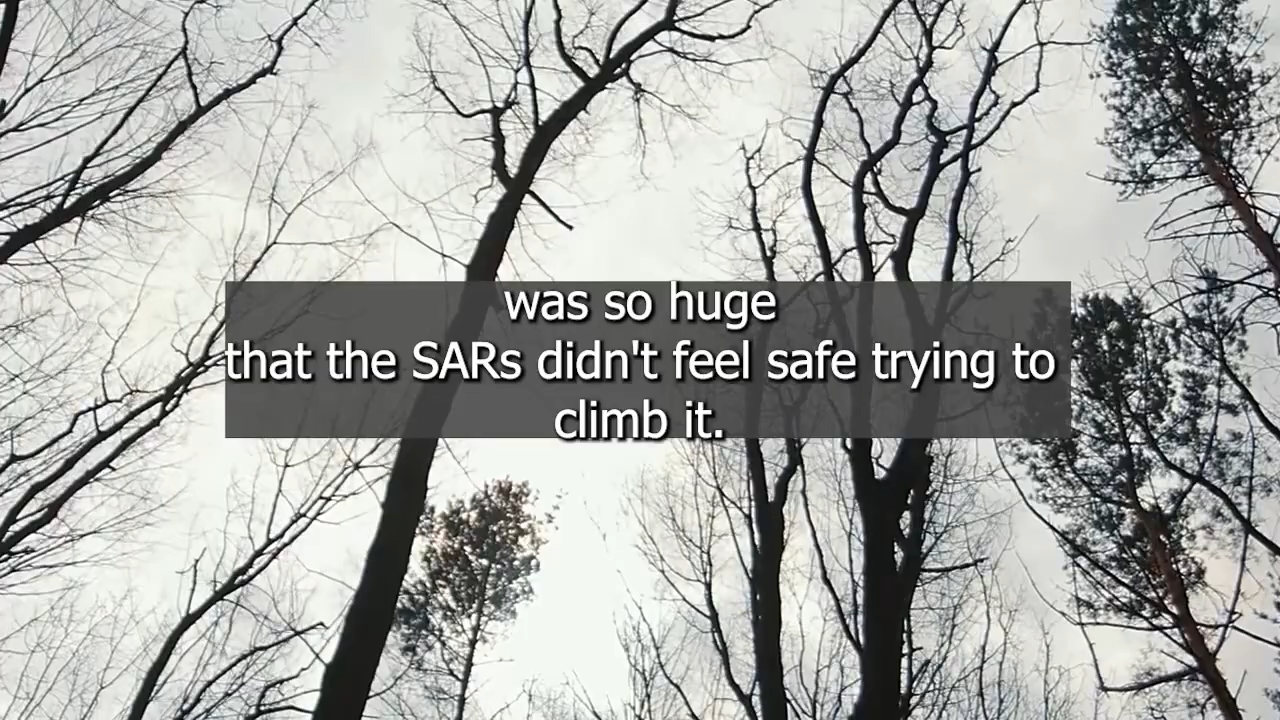 was so huge
that the SARs didn't feel safe trying to
climb it.